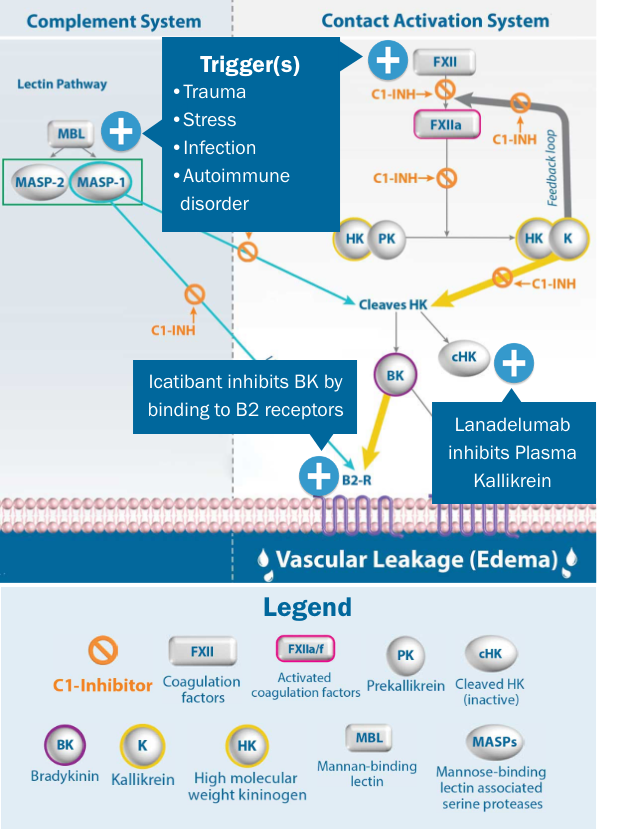 Complement System
Contact Activation System
Lectin Pathway
MBL
MASP-2
MASP-1
C1-INH
Trigger(s)
•Trauma
•Stress
•Infection
•Autoimmune
disorder
FXII
C1-INH
FXIIa
C1-INH
C1-INH
Feedback loop
HK
PK
HK
K
C1-INH
Cleaves HK
BK
cHK
Icatibant inhibits BK by
binding to B2 receptors
Lanadelumab
inhibits Plasma
Kallikrein
B2-R
Vascular Leakage (Edema)
Legend
C1-Inhibitor
FXII
Coagulation
factors
FXIIa/f
Activated
coagulation factors
PK
Prekallikrein
cHK
Cleaved HK
(inactive)
BK
Bradykinin
K
Kallikrein
HK
High molecular
weight kininogen
MBL
Mannan-binding
lectin
MASPs
Mannose-binding
lectin associated
serine proteases